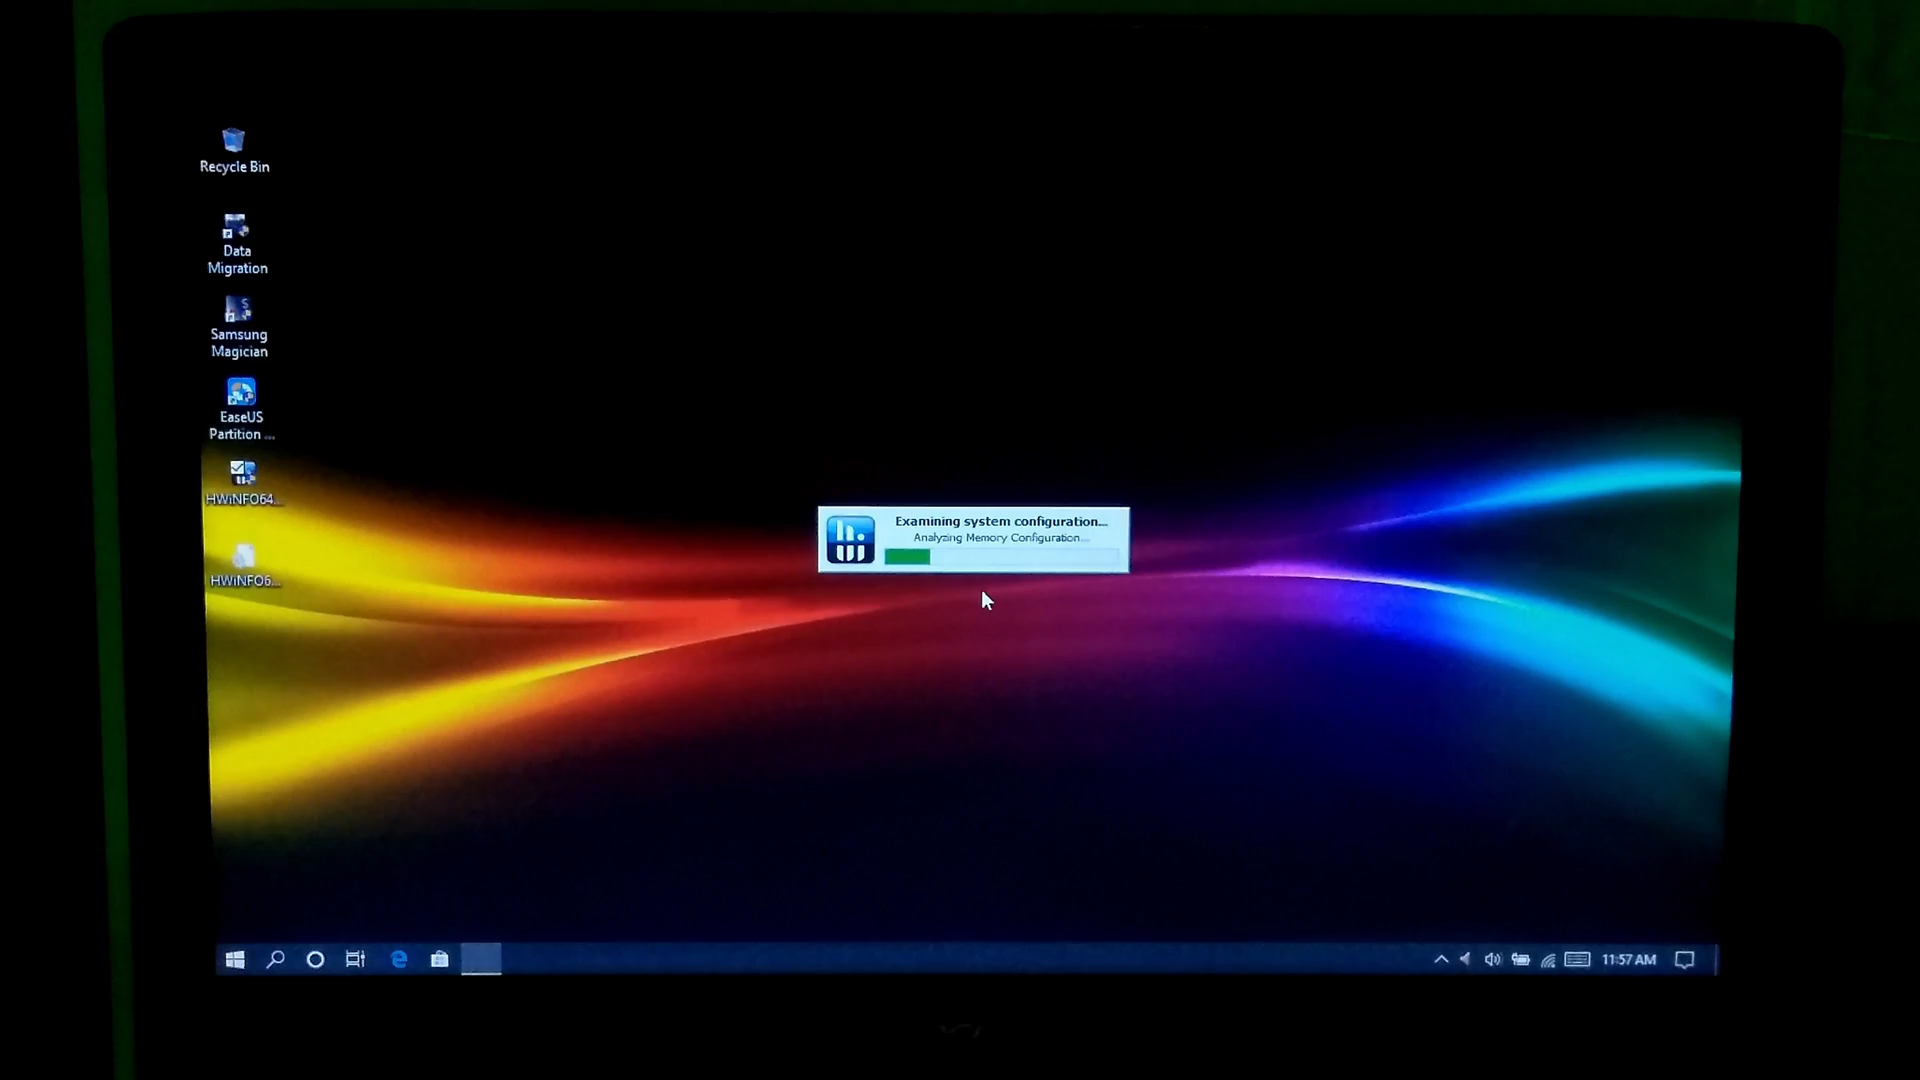 Recycle Bin
Data
Migration
Samsung
Magician
EaseUS
Partition ...
HWiNFO64...
HWiNFO6...
Examining system configuration...
Analyzing Memory Configuration...
11:57 AM